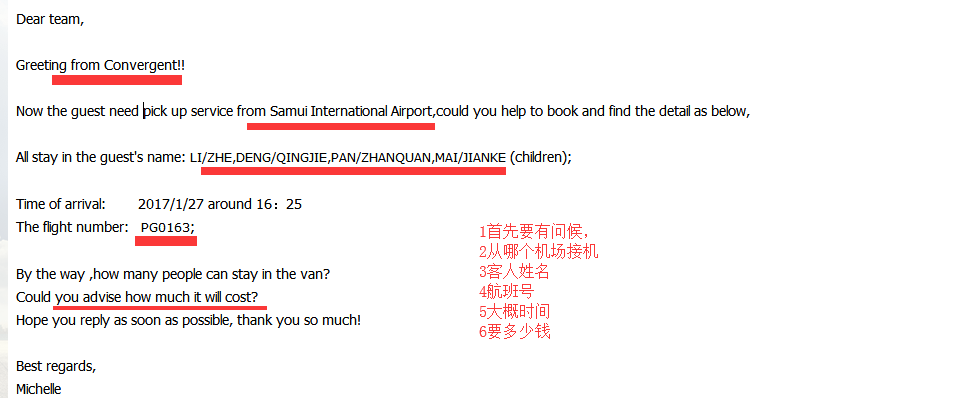 Dear team,
Greeting from Convergent!!
Now the guest need pick up service from Samui International Airport,could you help to book and find the detail as below,
All stay in the guest's name: LI/ZHE,DENG/QINGJIE,PAN/ZHANQUAN,MAI/JIANKE (children);
Time of arrival: 2017/1/27 around 16：25
The flight number: PG0163;
By the way ,how many people can stay in the van?
Could you advise how much it will cost?
Hope you reply as soon as possible, thank you so much!
Best regards,
Michelle
1首先要有问候，
2从哪个机场接机
3客人姓名
4航班号
5大概时间
6要多少钱